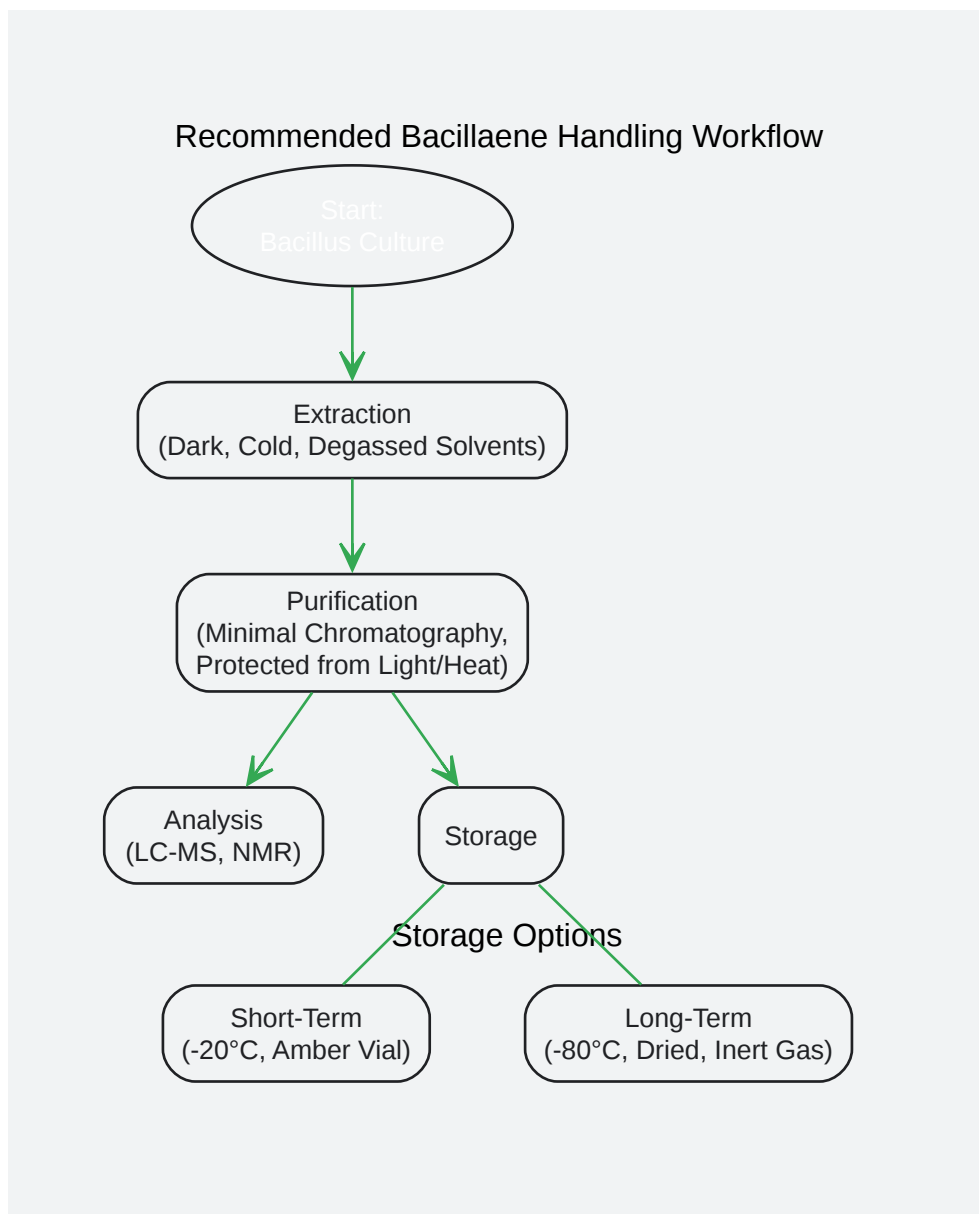 Recommended Bacillaene Handling Workflow
Start:
Bacillus Culture
Extraction
(Dark, Cold, Degassed Solvents)
Purification
(Minimal Chromatography,
Protected from Light/Heat)
Analysis
(LC-MS, NMR)
Storage
Storage Options
Short-Term
(-20°C, Amber Vial)
Long-Term
(-80°C, Dried, Inert Gas)